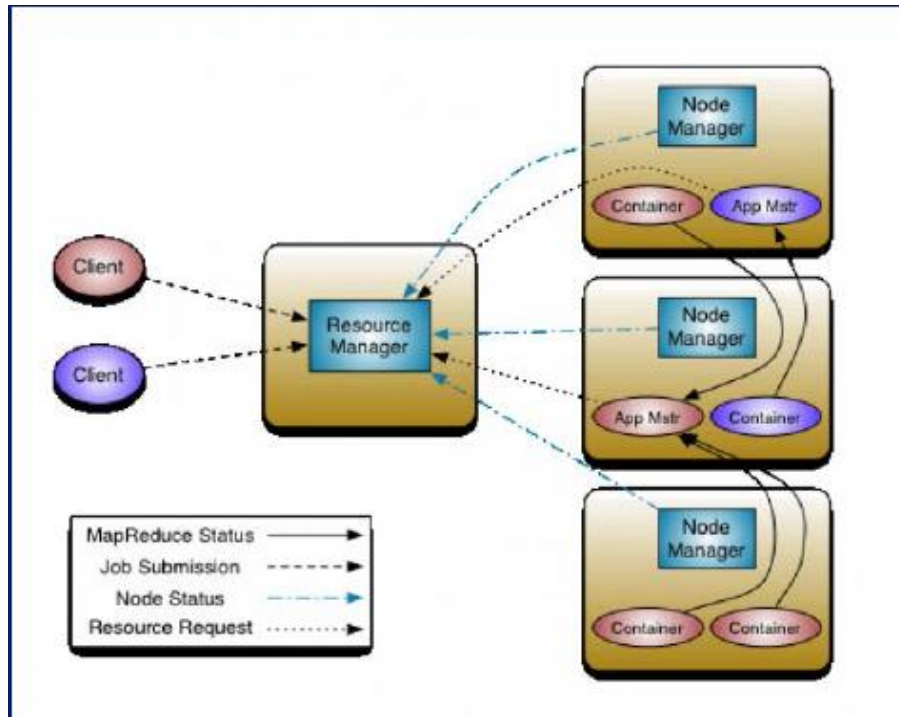 Client
Client
Resource
Manager
Node
Manager
Container
App Mstr
Node
Manager
App Mstr
Container
Node
Manager
Container
Container
MapReduce Status
Job Submission
Node Status
Resource Request